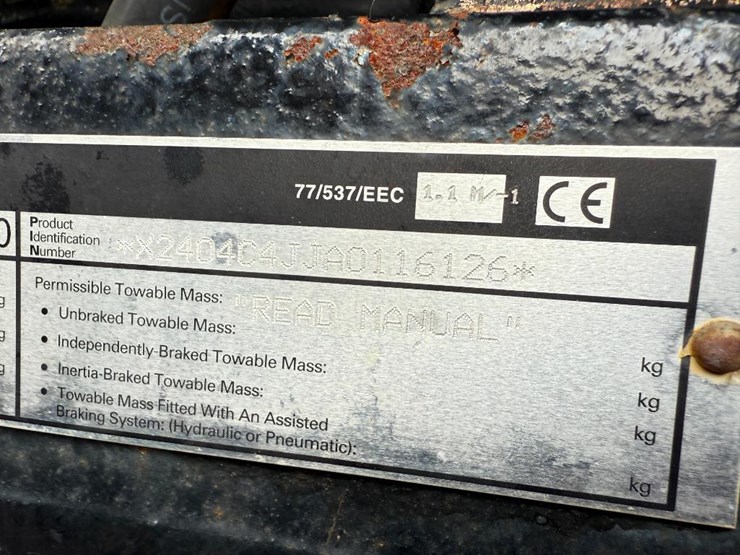 77/537/EEC 1.1 M/-1 CE
0
Product
Identification
Number
*X2404C4JJA0116126*
Permissible Towable Mass: "READ MANUAL"
• Unbraked Towable Mass: kg
• Independently-Braked Towable Mass: kg
• Inertia-Braked Towable Mass: kg
• Towable Mass Fitted With An Assisted
Braking System: (Hydraulic or Pneumatic): kg
g
g
g